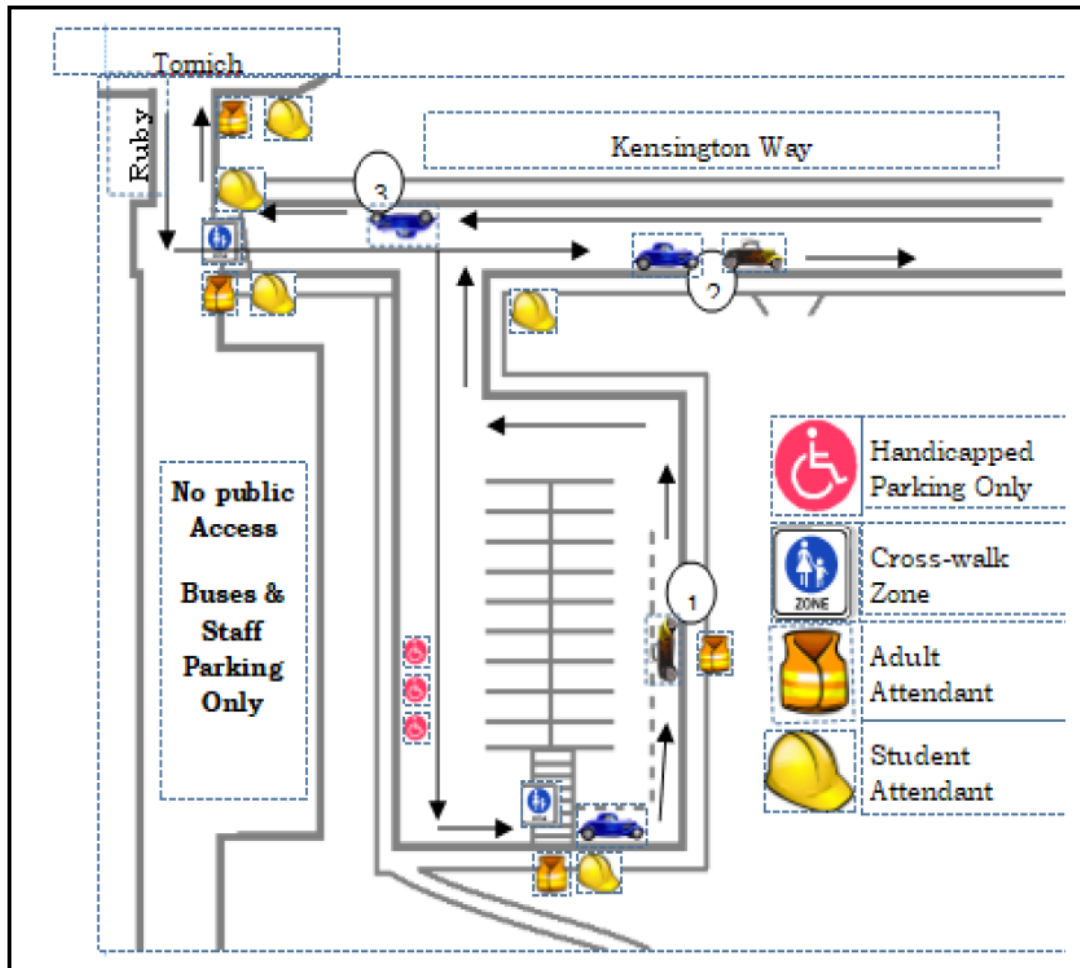 Tomich
Ruby
Kensington Way
3
2
1
No public
Access
Buses &
Staff
Parking
Only
Handicapped
Parking Only
ZONE
Cross-walk
Zone
Adult
Attendant
Student
Attendant